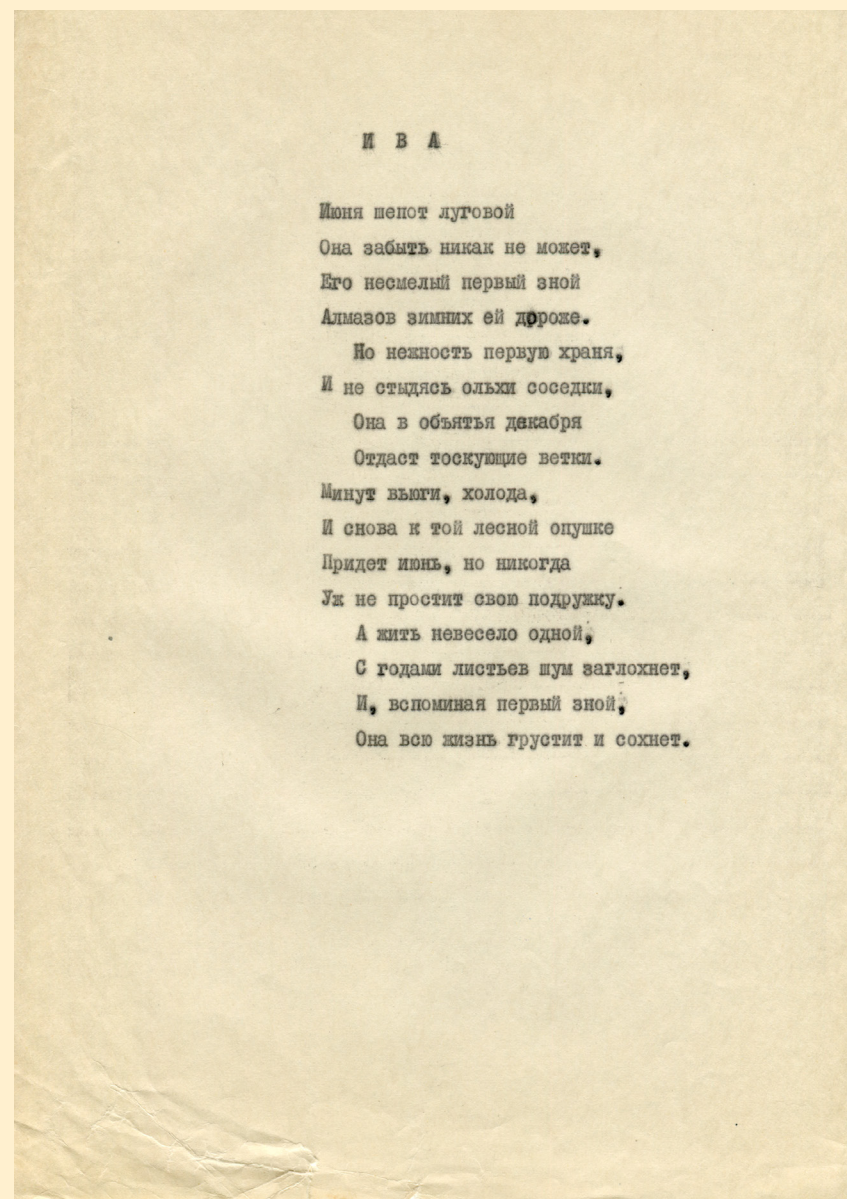 И В А
Июня шепот луговой
Она забыть никак не может,
Его несмелый первый зной
Алмазов зимних ей дороже.
Но нежность первую храня,
И не стыдясь ольхи соседки,
Она в объятья декабря
Отдаст тоскующие ветки.
Минут вьюги, холода,
И снова к той лесной опушке
Придет июнь, но никогда
Уж не простит свою подружку.
А жить невесело одной,
С годами листьев шум заглохнет,
И, вспоминая первый зной,
Она всю жизнь грустит и сохнет.